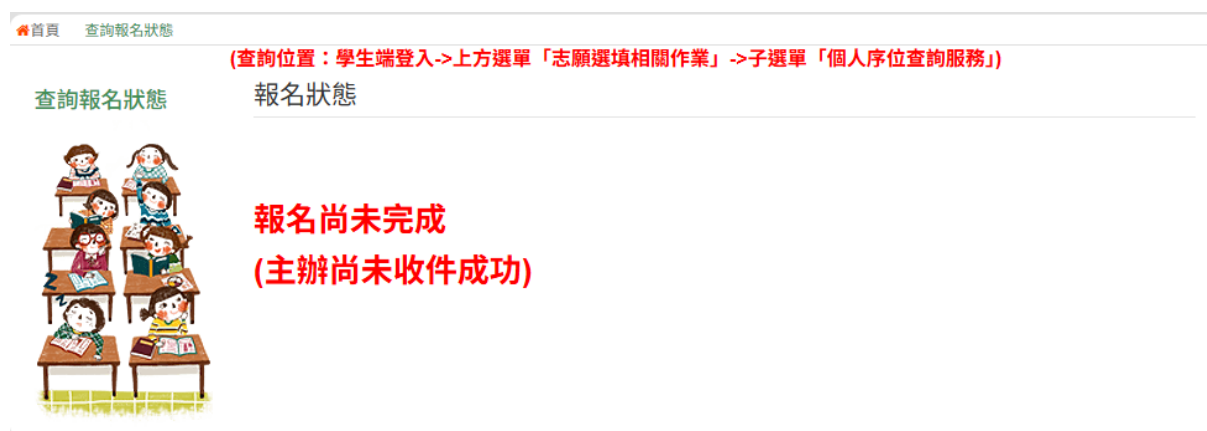 首頁 查詢報名狀態
(查詢位置：學生端登入->上方選單「志願選填相關作業」->子選單「個人序位查詢服務」)
查詢報名狀態
報名狀態
報名尚未完成
(主辦尚未收件成功)
ZZZ